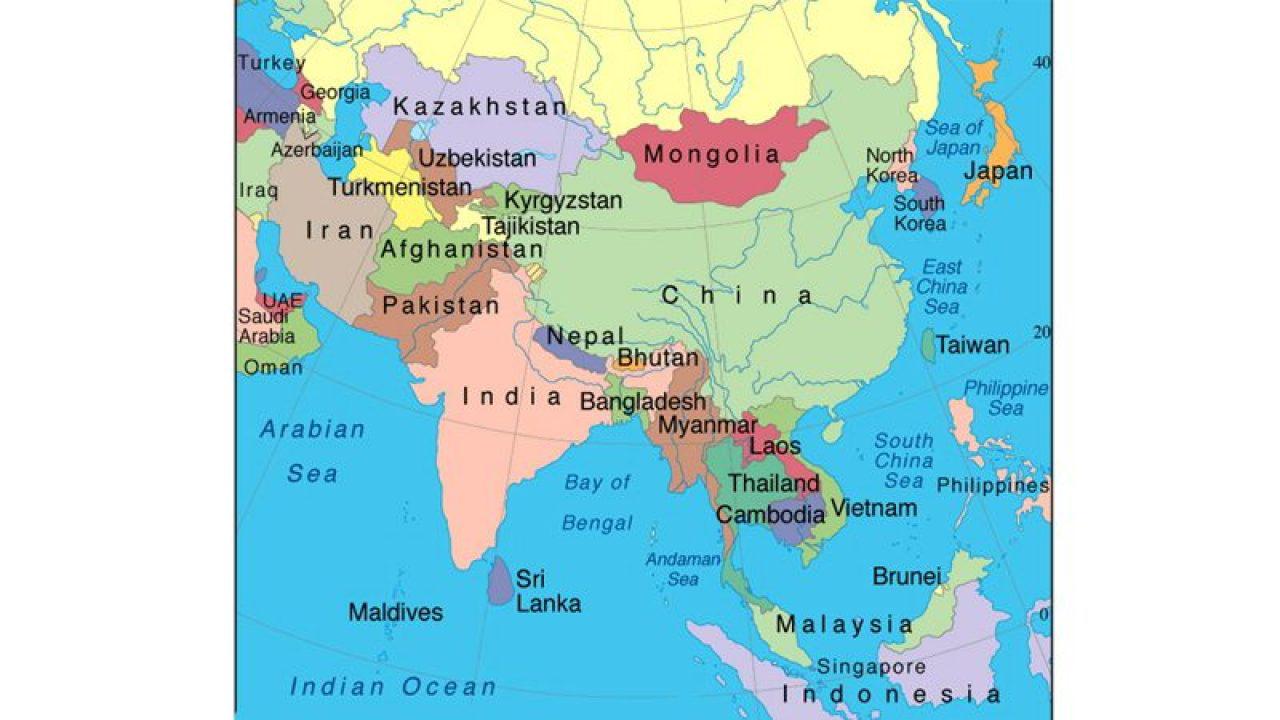 Turkey
40
Georgia
Kazakhstan
Armenia
Sea of
Japan
Azerbaijan
Uzbekistan
Mongolia
North
Korea
Japan
Iraq
Turkmenistan
Kyrgyzstan
South
Korea
Iran
Tajikistan
Afghanistan
East
China
Sea
China
UAE
Saudi
Arabia
Pakistan
Nepal
20
Taiwan
Bhutan
Oman
India
Bangladesh
Philippine
Sea
Myanmar
Arabian
Sea
Laos
South
China
Sea
Bay of
Bengal
Thailand
Philippines
Cambodia
Vietnam
Andaman
Sea
Sri
Lanka
Brunei
Maldives
Malaysia
0
Singapore
Indian Ocean
Indonesia